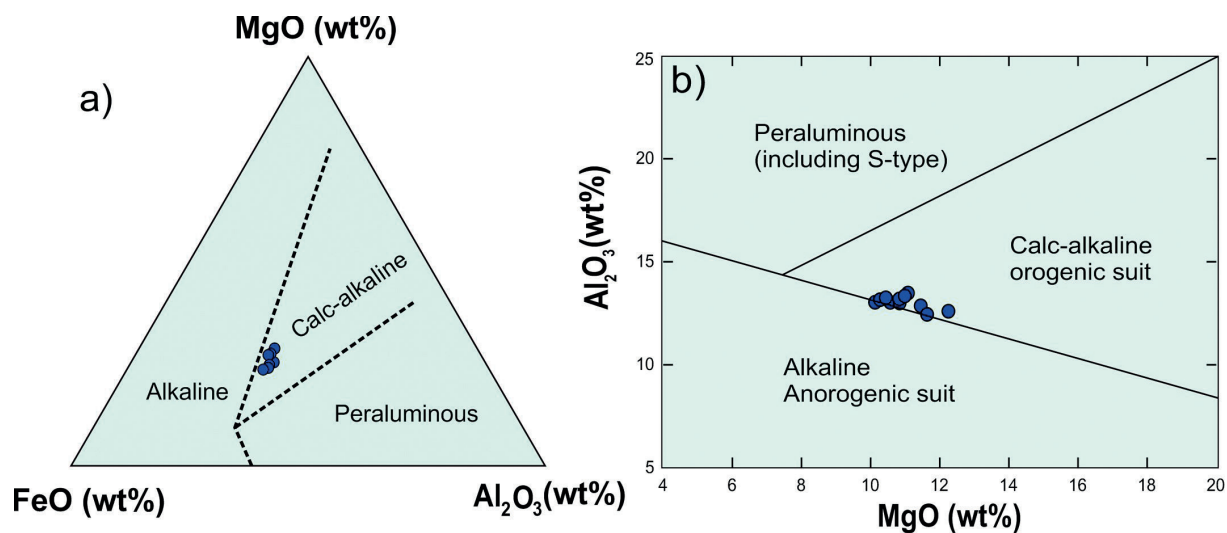 MgO (wt%)
a)
Calc-alkaline
Alkaline
Peraluminous
FeO (wt%)
Al₂O₃(wt%)
b)
25
20
15
10
5
Al₂O₃(wt%)
Peraluminous
(including S-type)
Calc-alkaline
orogenic suit
Alkaline
Anorogenic suit
4 6 8 10 12 14 16 18 20
MgO (wt%)